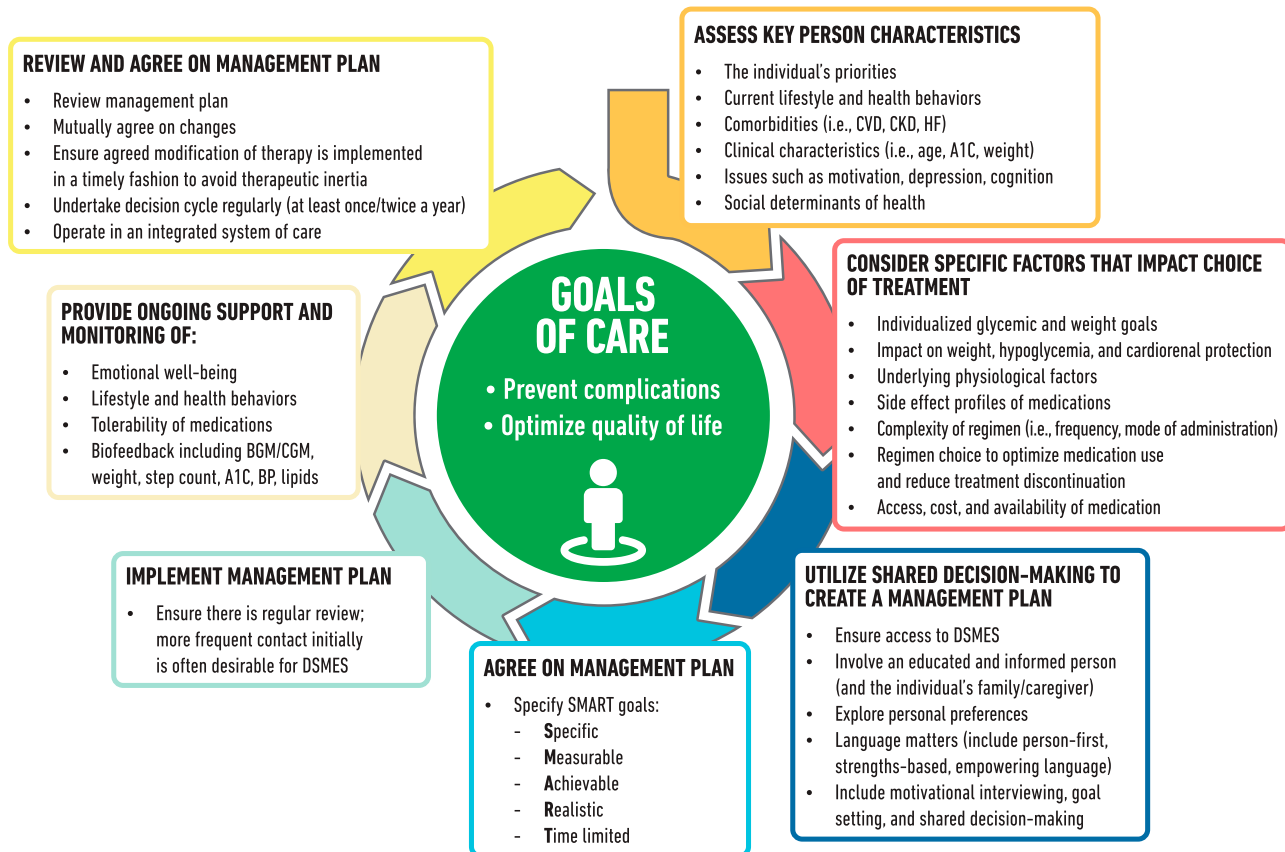 ASSESS KEY PERSON CHARACTERISTICS
• The individual's priorities
• Current lifestyle and health behaviors
• Comorbidities (i.e., CVD, CKD, HF)
• Clinical characteristics (i.e., age, A1C, weight)
• Issues such as motivation, depression, cognition
• Social determinants of health
CONSIDER SPECIFIC FACTORS THAT IMPACT CHOICE
OF TREATMENT
• Individualized glycemic and weight goals
• Impact on weight, hypoglycemia, and cardiorenal protection
• Underlying physiological factors
• Side effect profiles of medications
• Complexity of regimen (i.e., frequency, mode of administration)
• Regimen choice to optimize medication use
and reduce treatment discontinuation
• Access, cost, and availability of medication
UTILIZE SHARED DECISION-MAKING TO
CREATE A MANAGEMENT PLAN
• Ensure access to DSMES
• Involve an educated and informed person
(and the individual's family/caregiver)
• Explore personal preferences
• Language matters (include person-first,
strengths-based, empowering language)
• Include motivational interviewing, goal
setting, and shared decision-making
AGREE ON MANAGEMENT PLAN
• Specify SMART goals:
- Specific
- Measurable
- Achievable
- Realistic
- Time limited
IMPLEMENT MANAGEMENT PLAN
• Ensure there is regular review;
more frequent contact initially
is often desirable for DSMES
PROVIDE ONGOING SUPPORT AND
MONITORING OF:
• Emotional well-being
• Lifestyle and health behaviors
• Tolerability of medications
• Biofeedback including BGM/CGM,
weight, step count, A1C, BP, lipids
REVIEW AND AGREE ON MANAGEMENT PLAN
• Review management plan
• Mutually agree on changes
• Ensure agreed modification of therapy is implemented
in a timely fashion to avoid therapeutic inertia
• Undertake decision cycle regularly (at least once/twice a year)
• Operate in an integrated system of care
GOALS
OF CARE
• Prevent complications
• Optimize quality of life